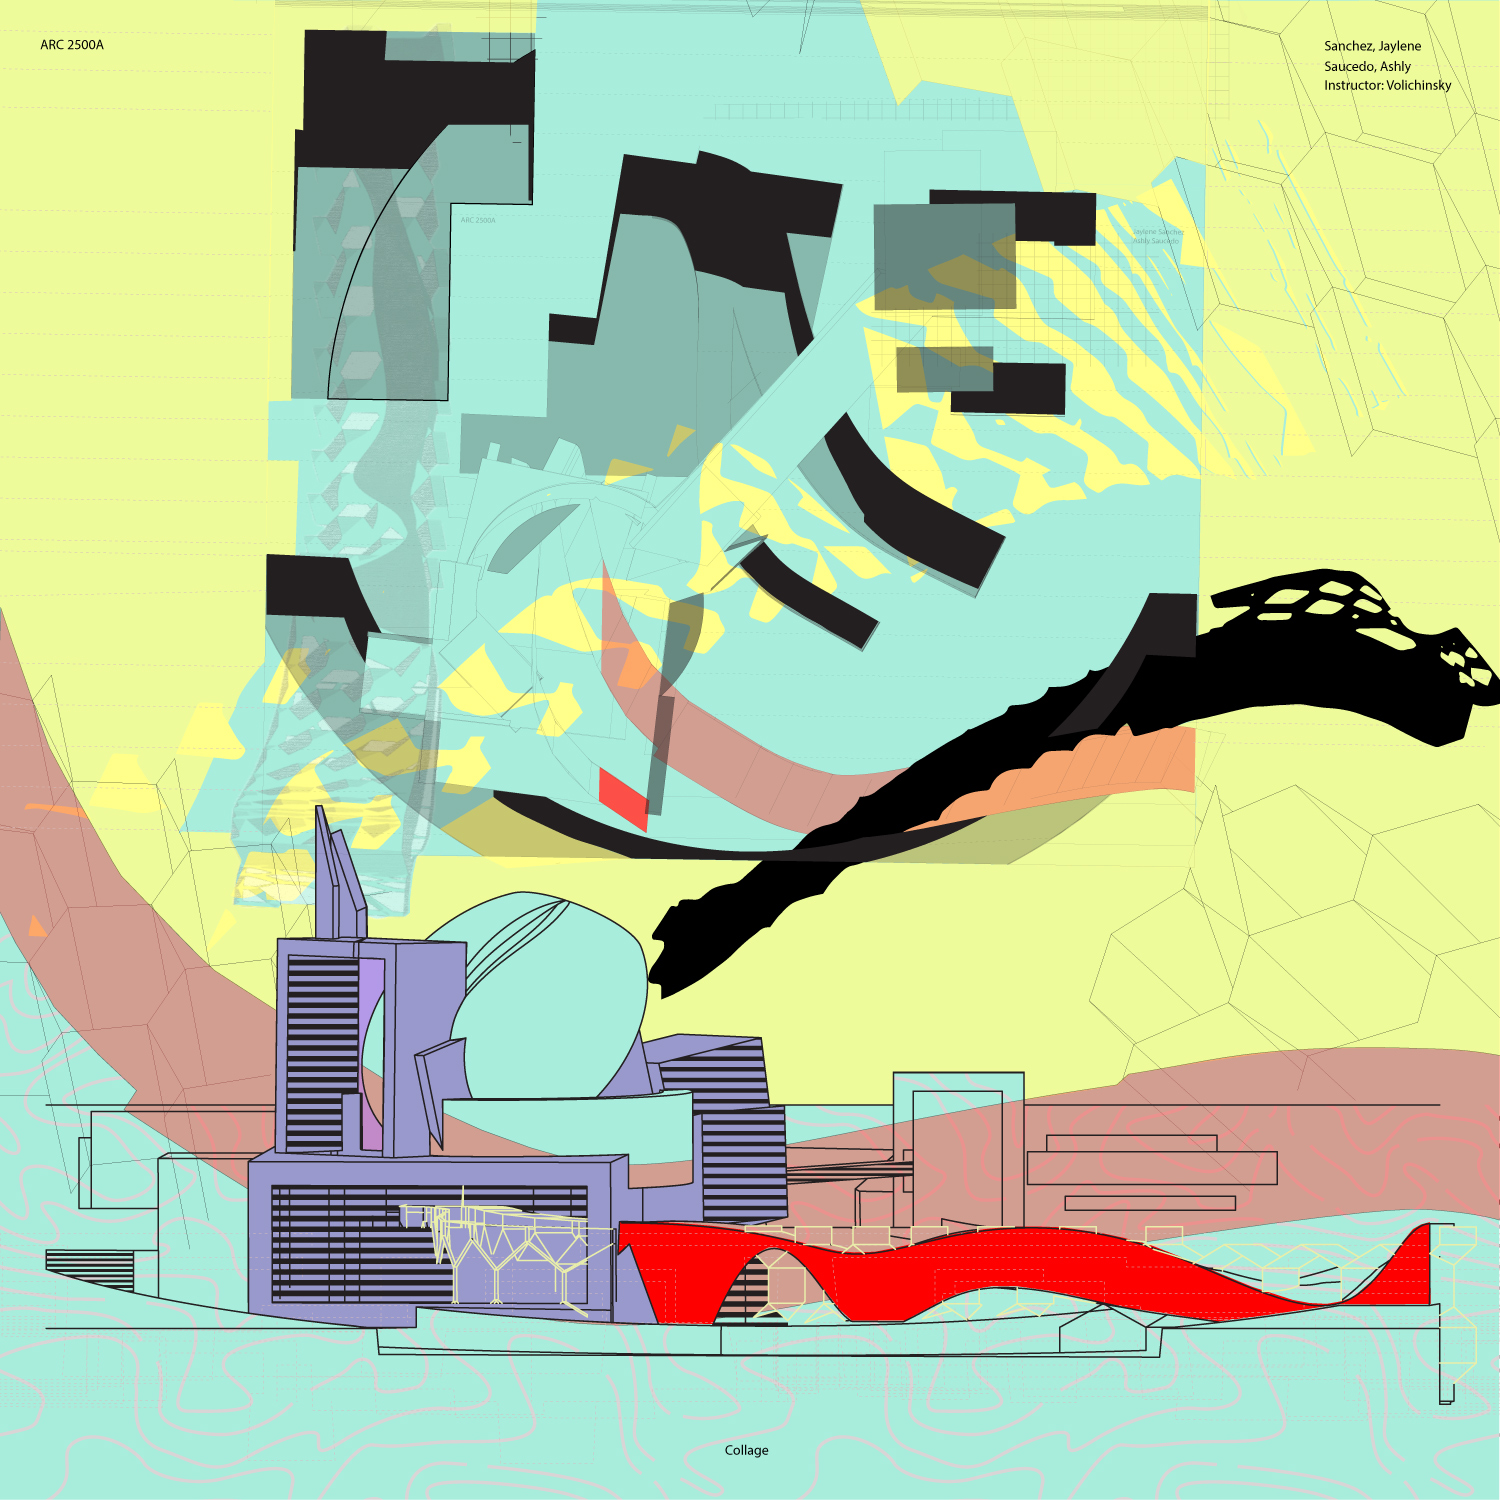 ARC 2500A
Sanchez, Jaylene
Saucedo, Ashly
Instructor: Volichinsky
ARC 2500A
Jaylene Sanchez
Ashly Saucedo
Collage